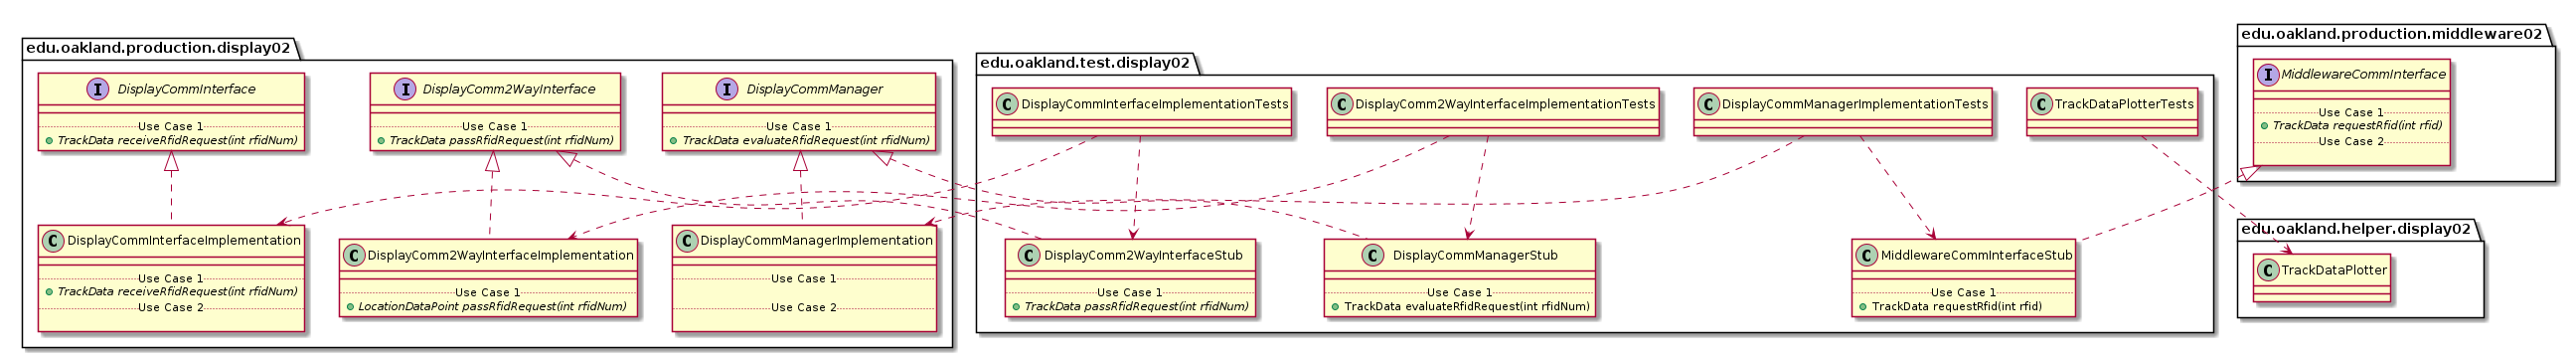 edu.oakland.production.display02
I DisplayCommInterface
Use Case 1
TrackData receiveRfidRequest(int rfidNum)
I DisplayComm2WayInterface
Use Case 1
TrackData passRfidRequest(int rfidNum)
I DisplayCommManager
Use Case 1
TrackData evaluateRfidRequest(int rfidNum)
C DisplayCommInterfaceImplementation
Use Case 1
TrackData receiveRfidRequest(int rfidNum)
Use Case 2
C DisplayComm2WayInterfaceImplementation
Use Case 1
LocationDataPoint passRfidRequest(int rfidNum)
C DisplayCommManagerImplementation
Use Case 1
Use Case 2
edu.oakland.test.display02
C DisplayCommInterfaceImplementationTests
C DisplayComm2WayInterfaceImplementationTests
C DisplayCommManagerImplementationTests
C TrackDataPlotterTests
C DisplayComm2WayInterfaceStub
Use Case 1
TrackData passRfidRequest(int rfidNum)
C DisplayCommManagerStub
Use Case 1
TrackData evaluateRfidRequest(int rfidNum)
C MiddlewareCommInterfaceStub
Use Case 1
TrackData requestRfid(int rfid)
edu.oakland.production.middleware02
I MiddlewareCommInterface
Use Case 1
TrackData requestRfid(int rfid)
Use Case 2
edu.oakland.helper.display02
C TrackDataPlotter